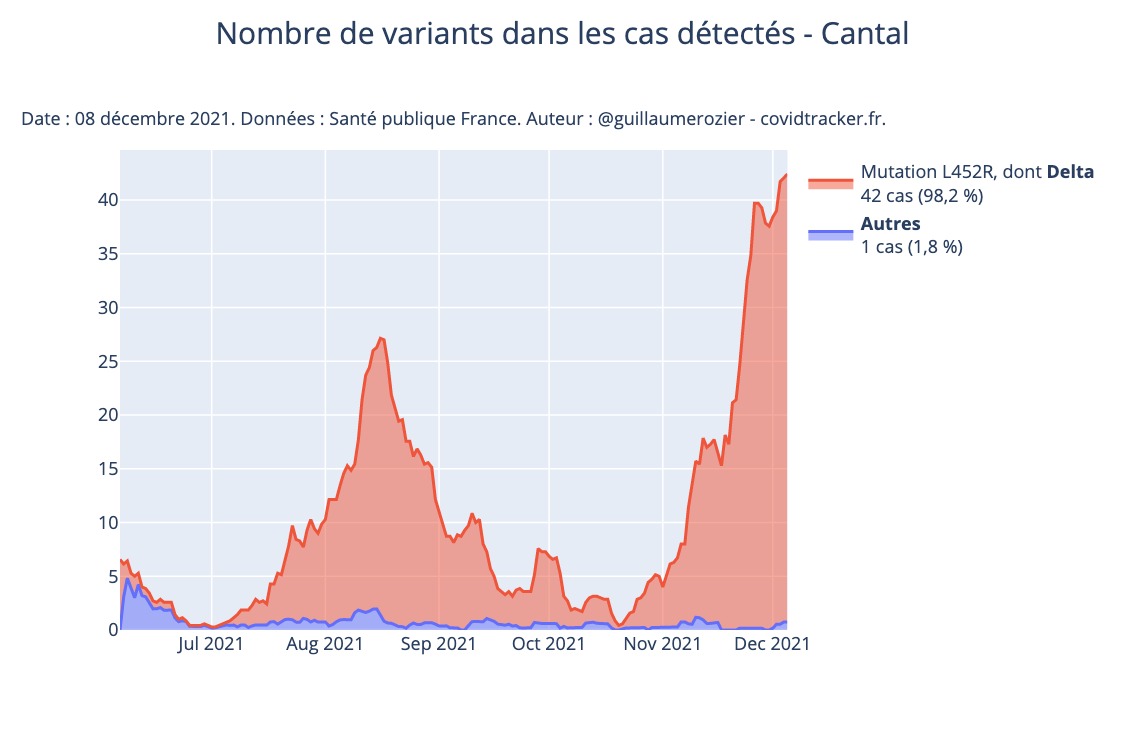 Nombre de variants dans les cas détectés - Cantal
Date : 08 décembre 2021. Données : Santé publique France. Auteur : @guillaumerozier - covidtracker.fr.
Mutation L452R, dont Delta
42 cas (98,2 %)
Autres
1 cas (1,8 %)
40
35
30
25
20
15
10
5
0
Jul 2021 Aug 2021 Sep 2021 Oct 2021 Nov 2021 Dec 2021